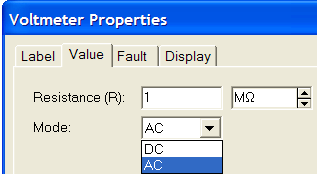 Voltmeter Properties
Label Value Fault Display
Resistance (R): 1 MΩ
Mode: AC
DC
AC